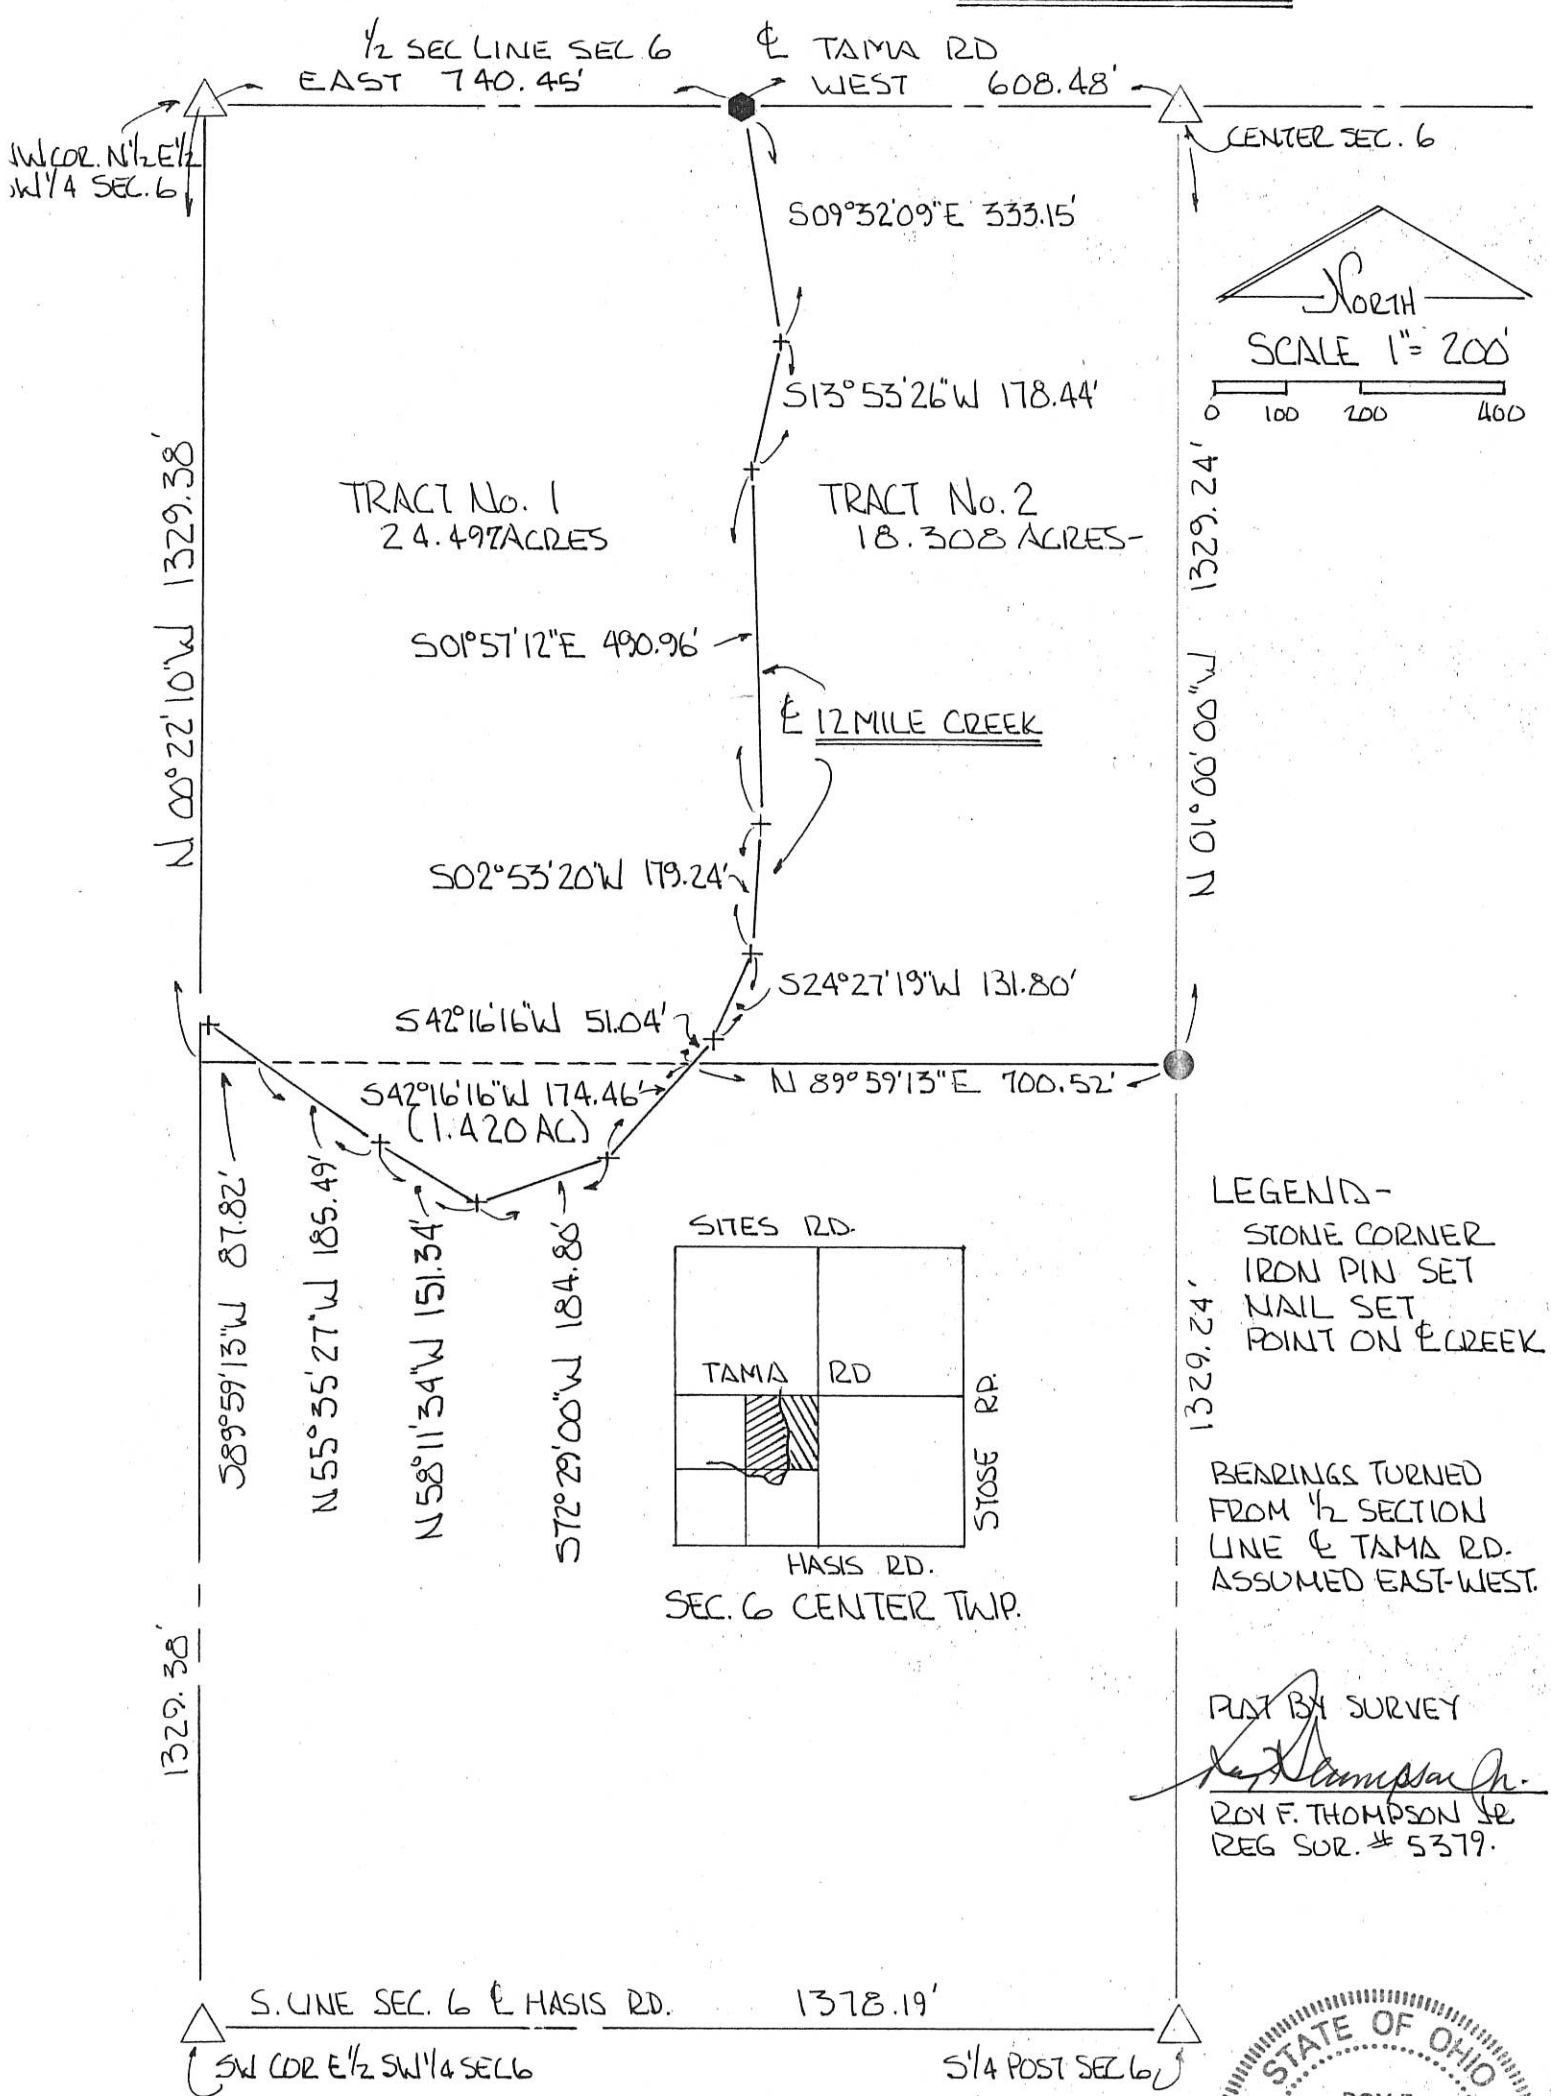 ½ SEC LINE SEC. 6
℄ TAMA RD
EAST 740.45'
WEST 608.48'
COR. N½ E½
¼ SEC. 6
CENTER SEC. 6
S09°32'09"E 333.15'
NORTH
SCALE 1"= 200'
0 100 200 400
S13°53'26"W 178.44'
N 00°22'10"W 1329.38'
TRACT No. 1
24.497 ACRES
TRACT No. 2
18.308 ACRES-
N 01°00'00"W 1329.24'
S01°57'12"E 490.96'
℄ 12 MILE CREEK
S02°53'20"W 179.24'
S24°27'19"W 131.80'
S42°16'16"W 51.04'
N 89°59'13"E 700.52'
S42°16'16"W 174.46'
(1.420 AC)
S89°59'13"W 87.82'
N55°35'27"W 185.49'
N58°11'34"W 151.34'
S72°29'00"W 184.80'
SITES RD.
TAMA RD
STOSE RD.
HASIS RD.
SEC. 6 CENTER TWP.
LEGEND-
STONE CORNER
IRON PIN SET
NAIL SET
POINT ON ℄ CREEK
1329.24'
BEARINGS TURNED
FROM ½ SECTION
LINE ℄ TAMA RD.
ASSUMED EAST-WEST.
1329.38'
PLAT BY SURVEY
ROY F. THOMPSON JR
REG SUR. # 5379.
S. LINE SEC. 6 ℄ HASIS RD. 1378.19'
SW COR E½ SW¼ SEC 6
S¼ POST SEC 6
STATE OF OHIO